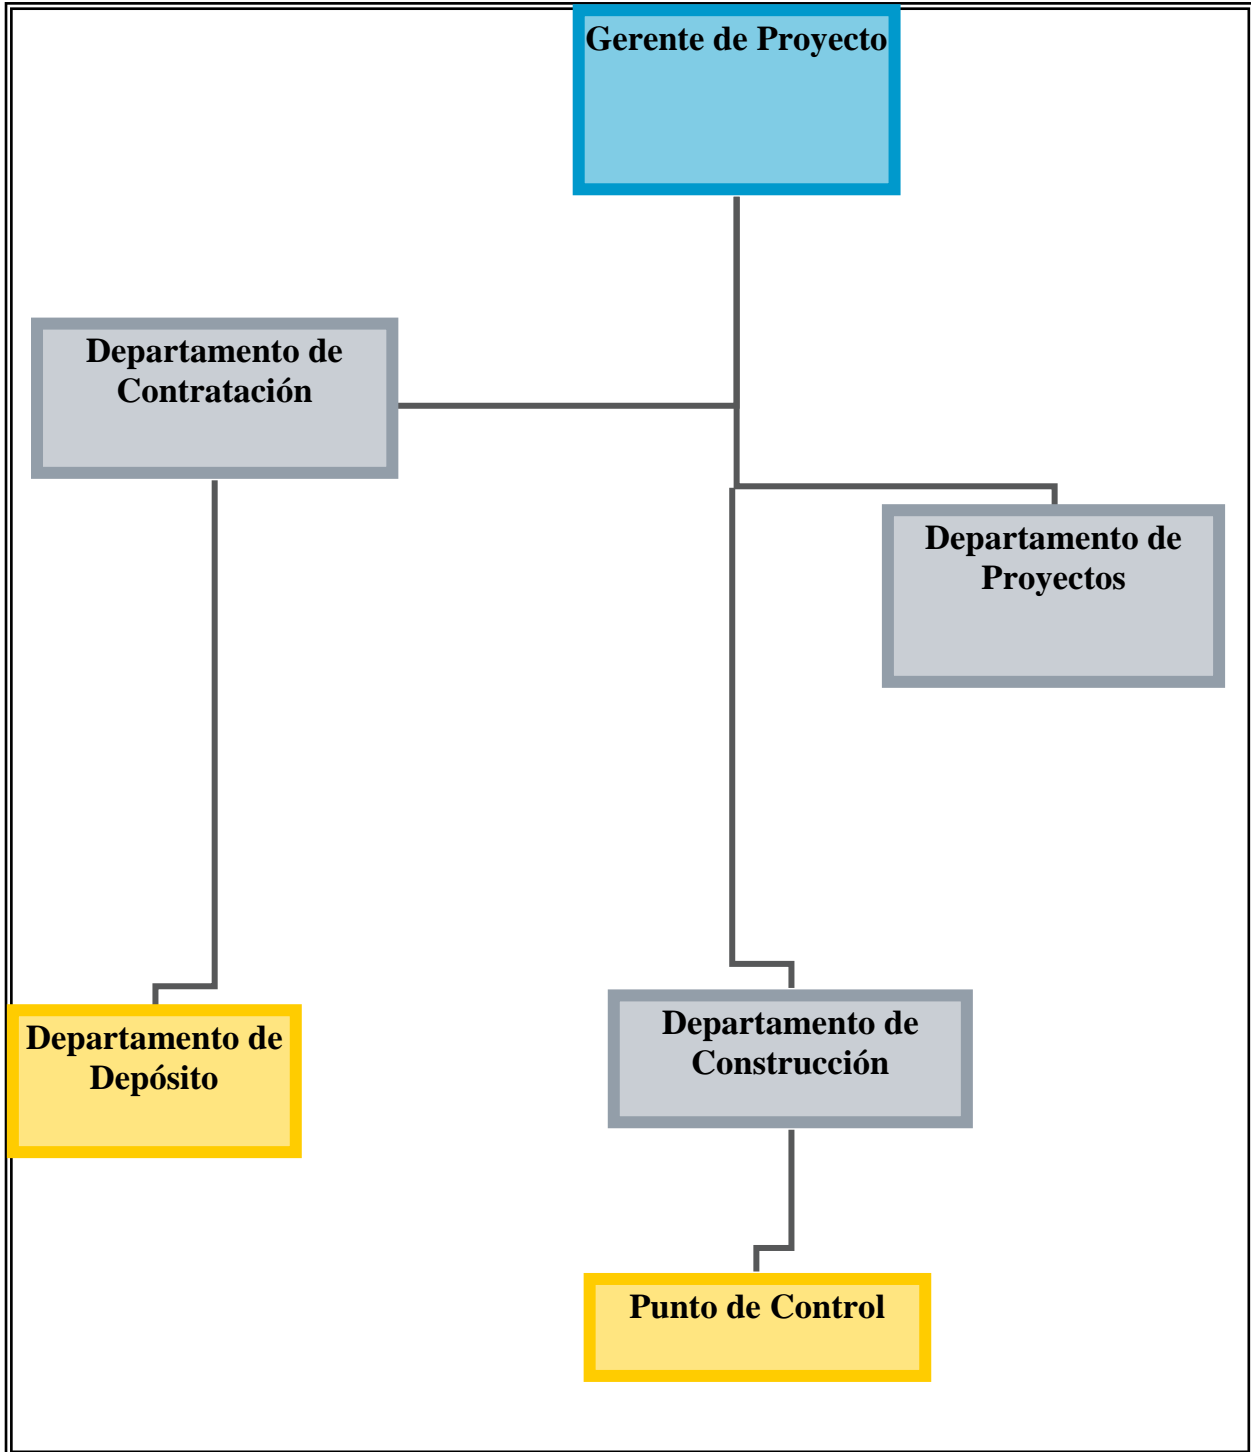 Gerente de Proyecto
Departamento de
Contratación
Departamento de
Proyectos
Departamento de
Depósito
Departamento de
Construcción
Punto de Control